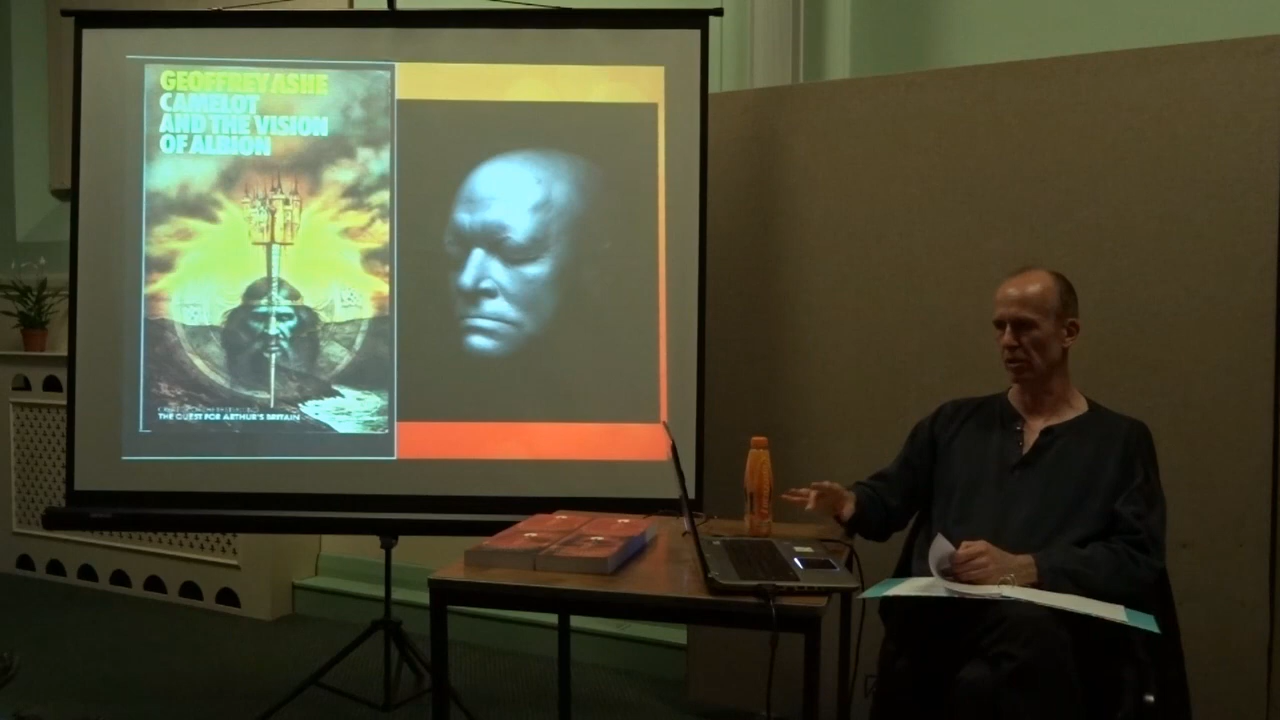 GEOFFREY ASHE
CAMELOT
AND THE VISION
OF ALBION
THE QUEST FOR ARTHUR'S BRITAIN